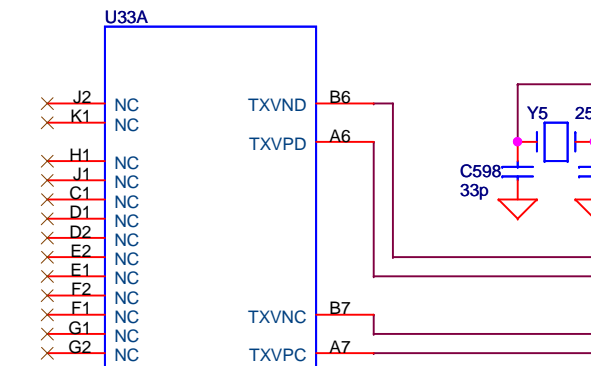 U33A
J2 NC TXVND B6
K1 NC
TXVPD A6
H1 NC
J1 NC
C1 NC
D1 NC
D2 NC
E2 NC
E1 NC
F2 NC
F1 NC TXVNC B7
G1 NC
G2 NC TXVPC A7
Y5 25
C598
33p